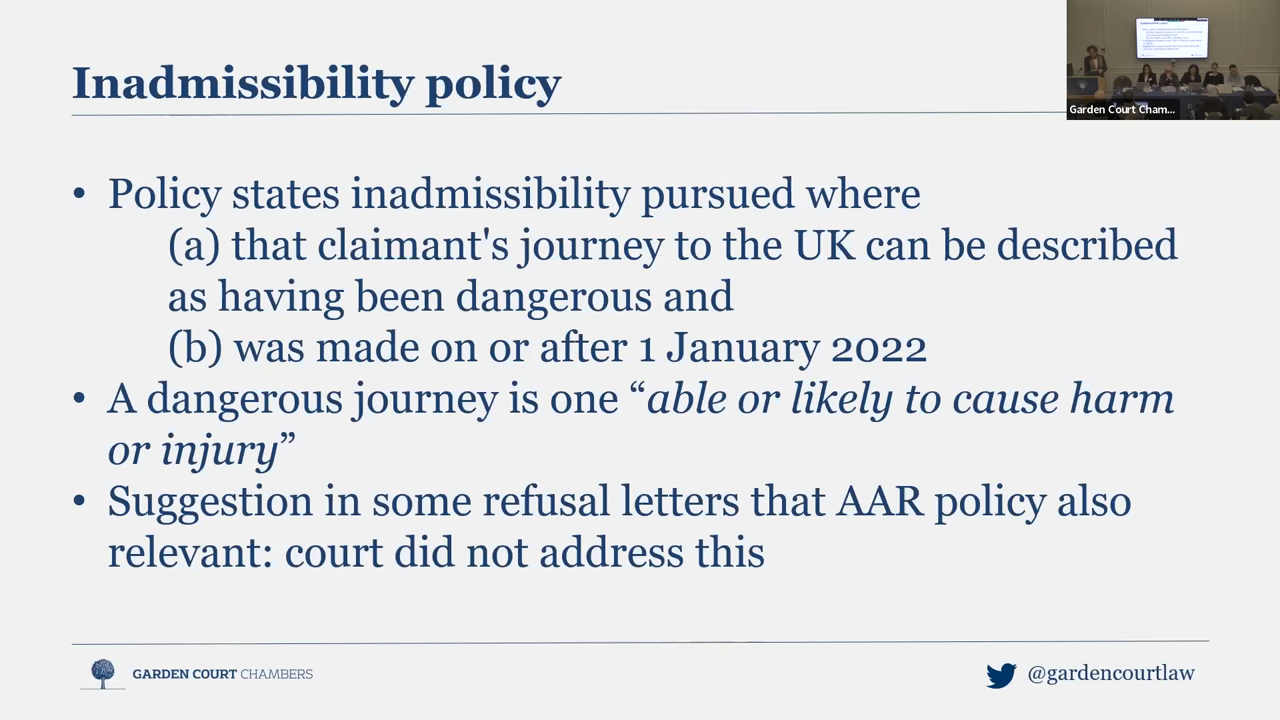 Inadmissibility policy
Garden Court Cham...
• Policy states inadmissibility pursued where
(a) that claimant's journey to the UK can be described
as having been dangerous and
(b) was made on or after 1 January 2022
• A dangerous journey is one “able or likely to cause harm
or injury”
• Suggestion in some refusal letters that AAR policy also
relevant: court did not address this
GARDEN COURT CHAMBERS
@gardencourtlaw